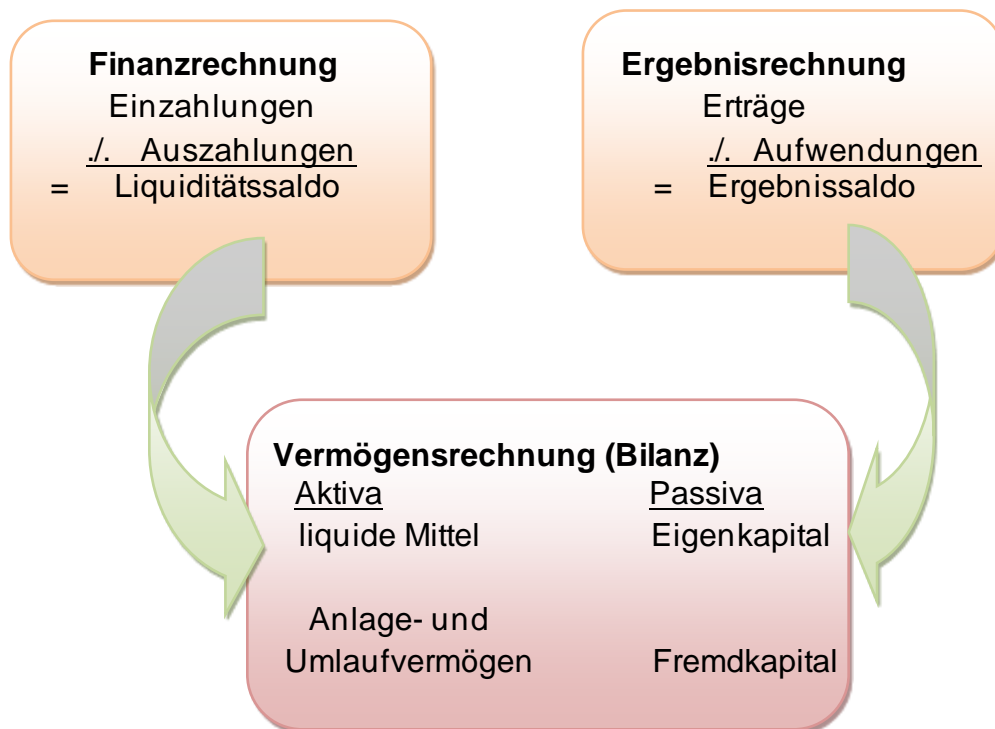 Finanzrechnung
Einzahlungen
./. Auszahlungen
= Liquiditätssaldo
Ergebnisrechnung
Erträge
./. Aufwendungen
= Ergebnissaldo
Vermögensrechnung (Bilanz)
Aktiva Passiva
liquide Mittel Eigenkapital
Anlage- und
Umlaufvermögen Fremdkapital